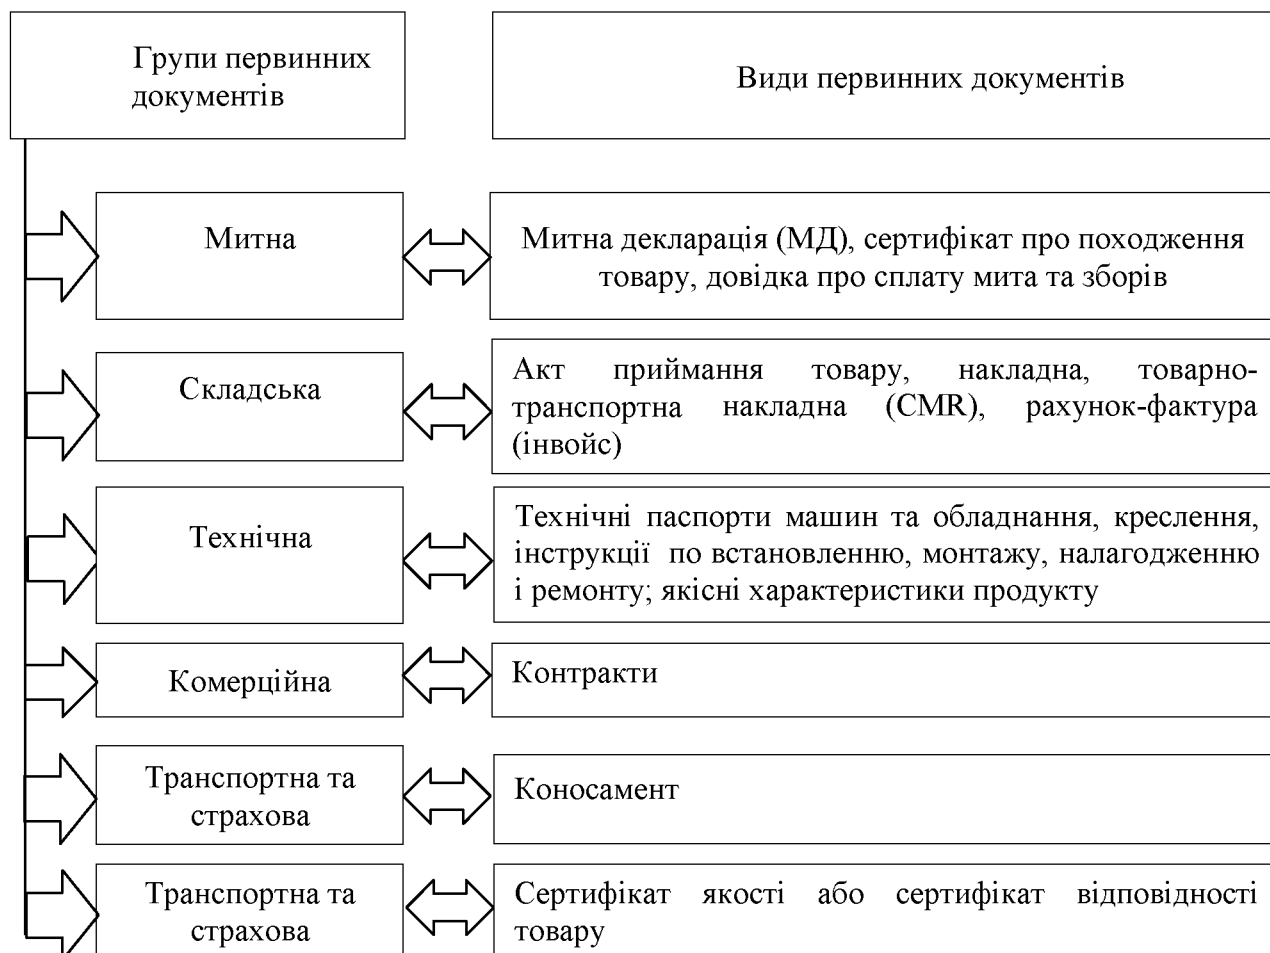 Групи первинних
документів
Види первинних документів
Митна
Митна декларація (МД), сертифікат про походження
товару, довідка про сплату мита та зборів
Складська
Акт приймання товару, накладна, товарно-
транспортна накладна (CMR), рахунок-фактура
(інвойс)
Технічна
Технічні паспорти машин та обладнання, креслення,
інструкції по встановленню, монтажу, налагодженню
і ремонту; якісні характеристики продукту
Комерційна
Контракти
Транспортна та
страхова
Коносамент
Транспортна та
страхова
Сертифікат якості або сертифікат відповідності
товару